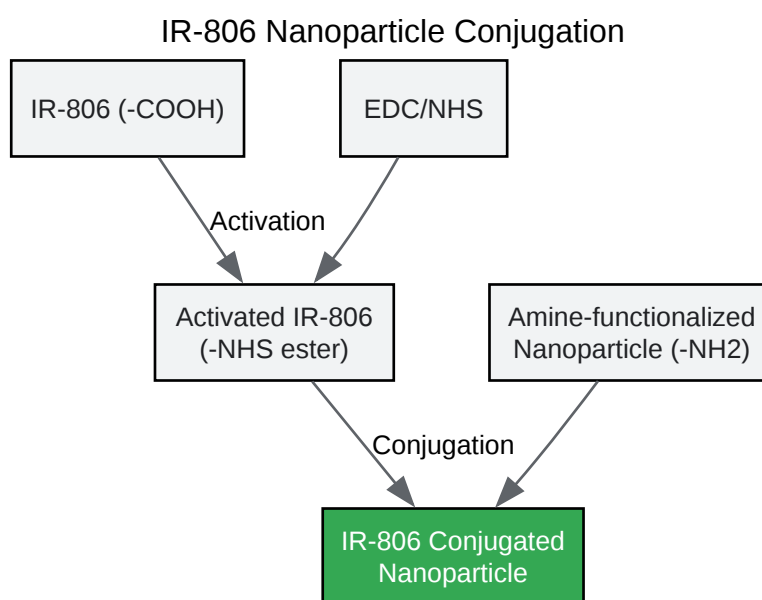 IR-806 Nanoparticle Conjugation
IR-806 (-COOH)
EDC/NHS
Activation
Activated IR-806
(-NHS ester)
Amine-functionalized
Nanoparticle (-NH2)
Conjugation
IR-806 Conjugated
Nanoparticle